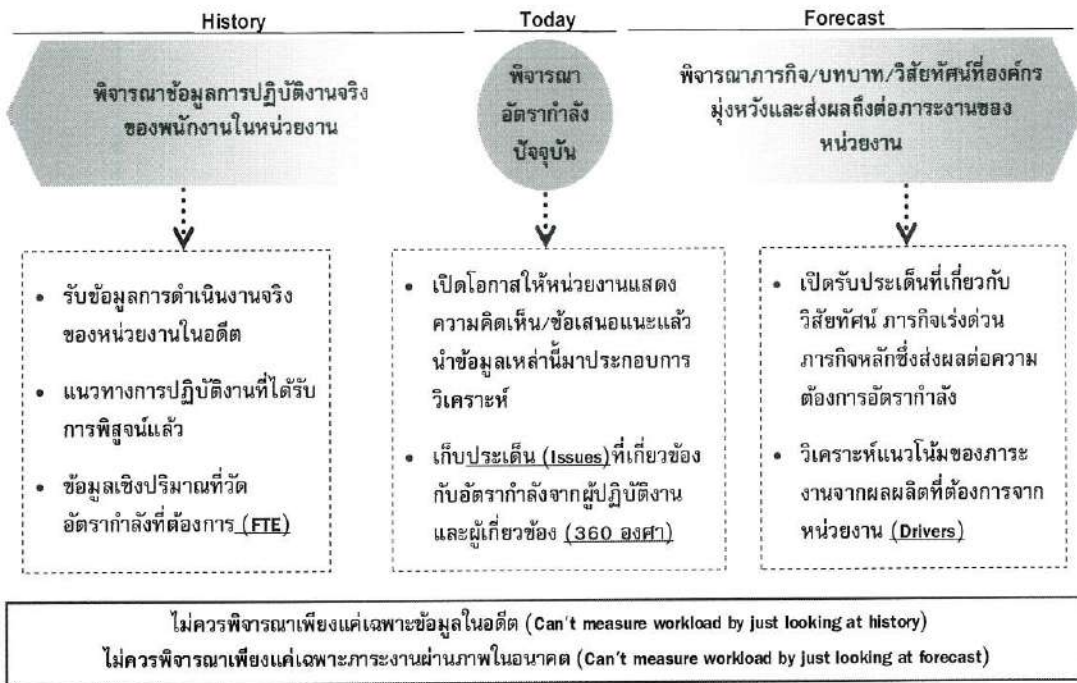 History
Today
Forecast
พิจารณาข้อมูลการปฏิบัติงานจริง
ของพนักงานในหน่วยงาน
พิจารณา
อัตรากำลัง
ปัจจุบัน
พิจารณาภารกิจ/บทบาท/วิสัยทัศน์ที่องค์กร
มุ่งหวังและส่งผลถึงต่อภาระงานของ
หน่วยงาน
• รับข้อมูลการดำเนินงานจริง
ของหน่วยงานในอดีต
• แนวทางการปฏิบัติงานที่ได้รับ
การพิสูจน์แล้ว
• ข้อมูลเชิงปริมาณที่วัด
อัตรากำลังที่ต้องการ (FTE)
• เปิดโอกาสให้หน่วยงานแสดง
ความคิดเห็น/ข้อเสนอแนะแล้ว
นำข้อมูลเหล่านี้มาประกอบการ
วิเคราะห์
• เก็บประเด็น (Issues)ที่เกี่ยวข้อง
กับอัตรากำลังจากผู้ปฏิบัติงาน
และผู้เกี่ยวข้อง (360 องศา)
• เปิดรับประเด็นที่เกี่ยวกับ
วิสัยทัศน์ ภารกิจเร่งด่วน
ภารกิจหลักซึ่งส่งผลต่อความ
ต้องการอัตรากำลัง
• วิเคราะห์แนวโน้มของภาระ
งานจากผลผลิตที่ต้องการจาก
หน่วยงาน (Drivers)
ไม่ควรพิจารณาเพียงแค่เฉพาะข้อมูลในอดีต (Can't measure workload by just looking at history)
ไม่ควรพิจารณาเพียงแค่เฉพาะภาระงานผ่านภาพในอนาคต (Can't measure workload by just looking at forecast)